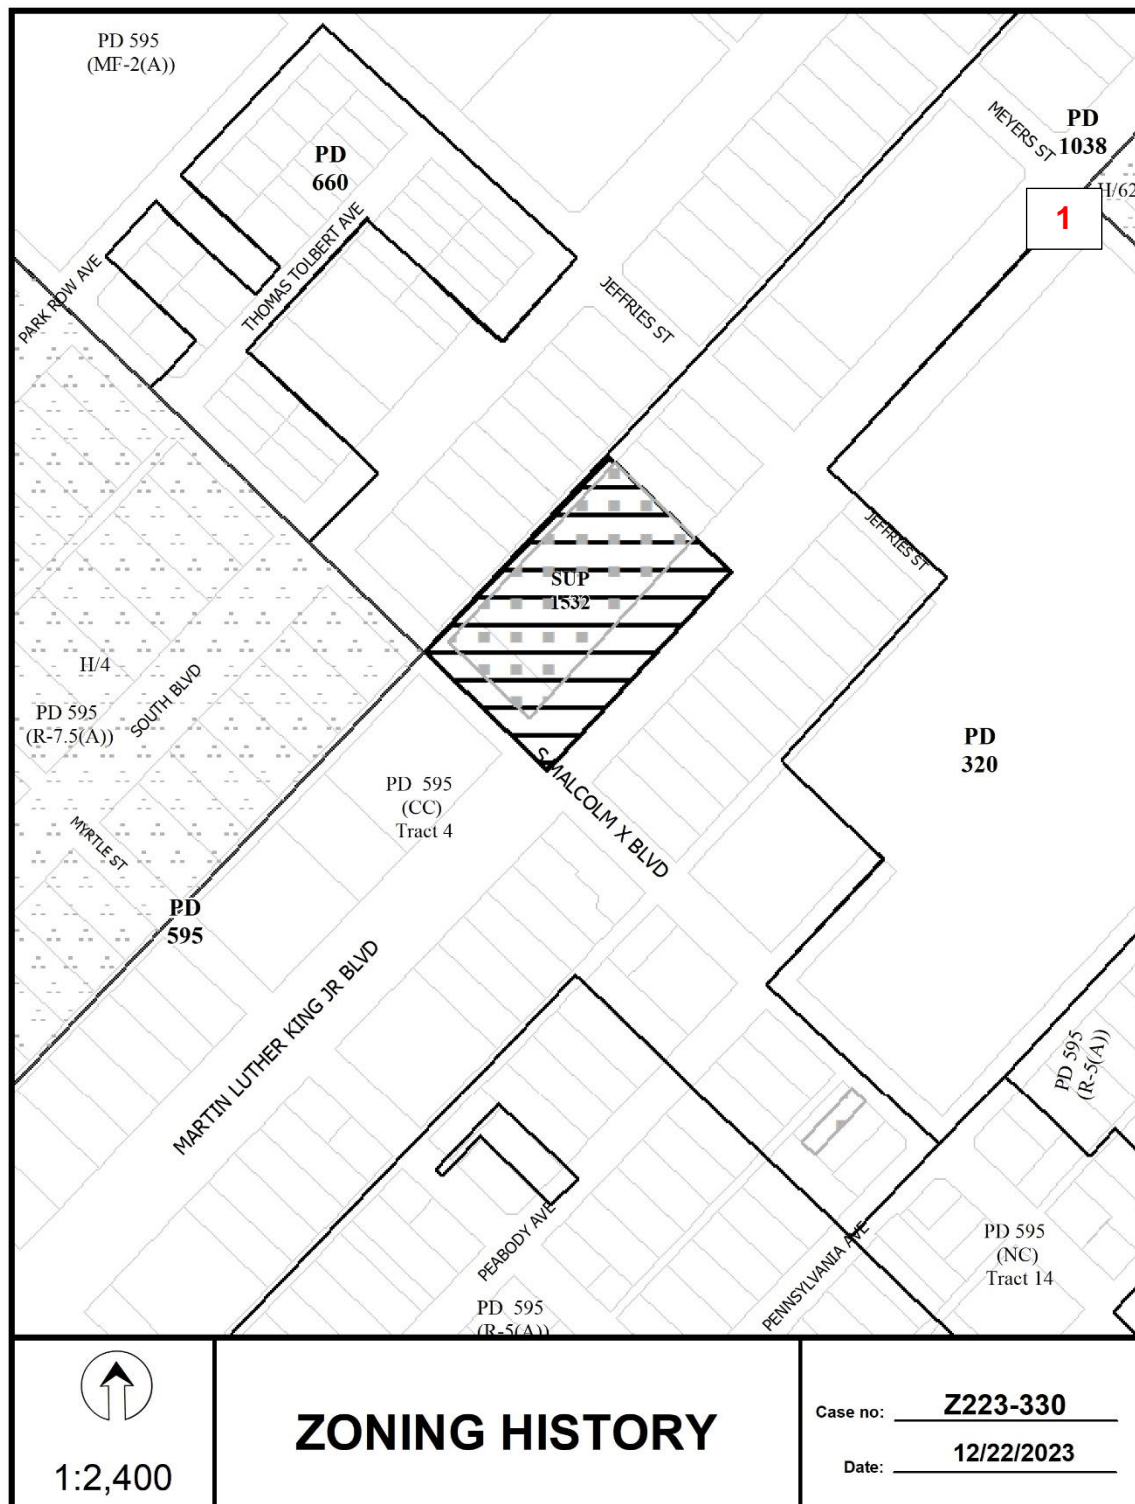 PD 595
(MF-2(A))
PD
660
MEYERS ST
PD
1038
H/62
1
PARK ROW AVE
THOMAS TOLBERT AVE
JEFFRIES ST
JEFFRIES ST
SUP
1532
H/4
PD 595
(R-7.5(A))
SOUTH BLVD
MYRTLE ST
PD 595
(CC)
Tract 4
S MALCOLM X BLVD
PD
320
PD
595
MARTIN LUTHER KING JR BLVD
PD 595
(R-5(A))
PEABODY AVE
PENNSYLVANIA AVE
PD 595
(NC)
Tract 14
PD 595
(R-5(A))
1:2,400
ZONING HISTORY
Case no: Z223-330
Date: 12/22/2023